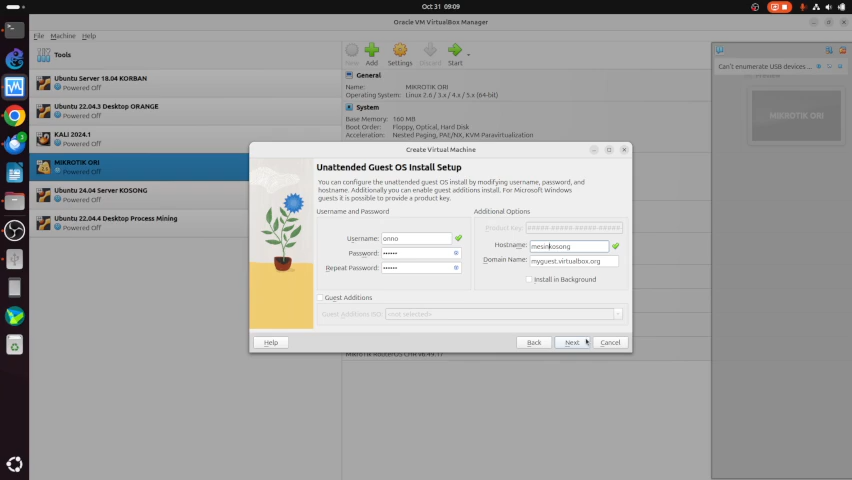 Oct 31 09:09
Oracle VM VirtualBox Manager
File Machine Help
Tools
New Add Settings Discard Start
Ubuntu Server 18.04 KORBAN
Powered Off
Ubuntu 22.04.3 Desktop ORANGE
Powered Off
KALI 2024.1
Powered Off
MIKROTIK ORI
Powered Off
Ubuntu 24.04 Server KOSONG
Powered Off
Ubuntu 22.04.4 Desktop Process Mining
Powered Off
General
Name: MIKROTIK ORI
Operating System: Linux 2.6 / 3.x / 4.x / 5.x (64-bit)
System
Base Memory: 160 MB
Boot Order: Floppy, Optical, Hard Disk
Acceleration: Nested Paging, PAE/NX, KVM Paravirtualization
Can't enumerate USB devices ...
MIKROTIK ORI
Create Virtual Machine
Unattended Guest OS Install Setup
You can configure the unattended guest OS install by modifying username, password, and
hostname. Additionally you can enable guest additions install. For Microsoft Windows
guests it is possible to provide a product key.
Username and Password
Username: onno
Password: ••••••
Repeat Password: ••••••
Additional Options
Product Key: #####-#####-#####-#####-#####
Hostname: mesinkosong
Domain Name: myguest.virtualbox.org
Install in Background
Guest Additions
Guest Additions ISO: <not selected>
Help Back Next Cancel